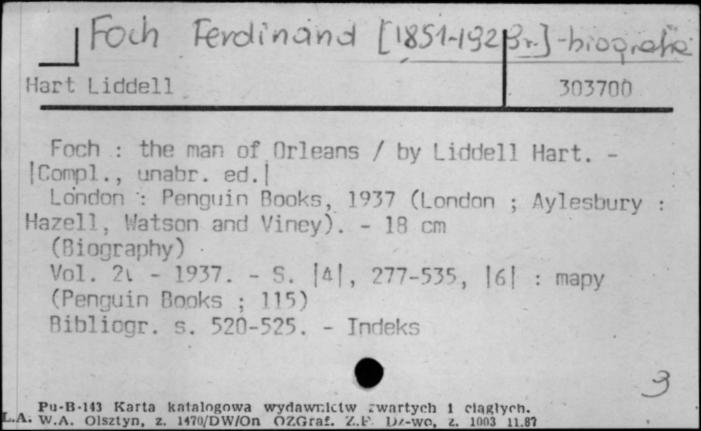 Foch Ferdinand [1851-1929 r.] - biografia
Hart Liddell
303700
Foch : the man of Orleans / by Liddell Hart. -
|Compl., unabr. ed.|
London : Penguin Books, 1937 (London ; Aylesbury :
Hazell, Watson and Viney). - 18 cm
(Biography)
Vol. 2. - 1937. - S. |4|, 277-535, |6| : mapy
(Penguin Books ; 115)
Bibliogr. s. 520-525. - Indeks
3
Pu-B-143 Karta katalogowa wydawnictw zwartych i ciągłych.
L.A. W.A. Olsztyn, z. 1470/DW/On OZGraf. Z.P. Dz-wo, z. 1003 11.87